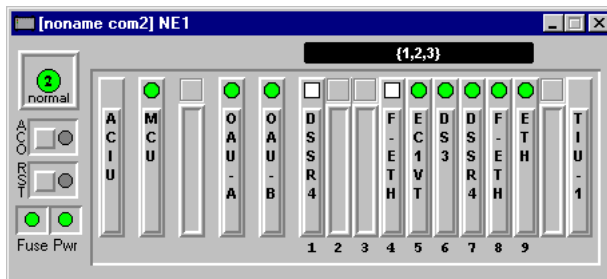 [noname com2] NE1
{1,2,3}
2
normal
ACO
RST
Fuse Pwr
ACIU
MCU
OAU-A
OAU-B
DSSR4
F-ETH
EC1VT
DS3
DSSR4
F-ETH
ETH
TIU-1
1 2 3 4 5 6 7 8 9